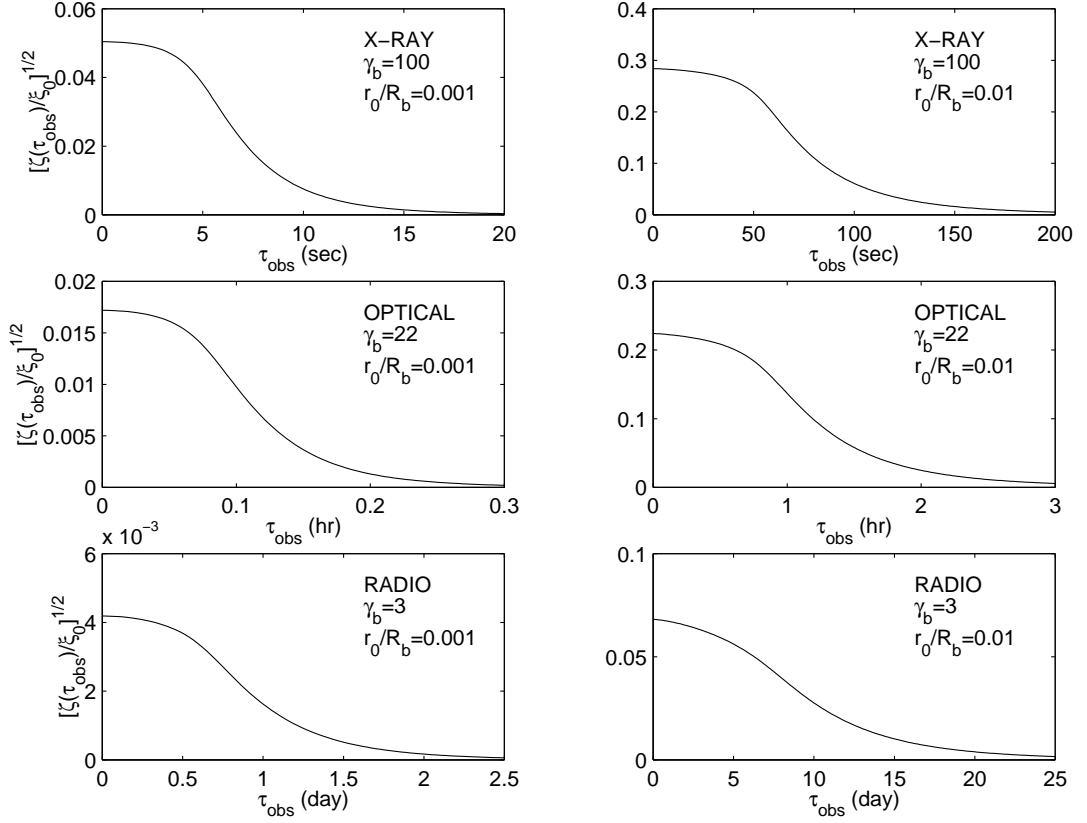 X−RAY
γb=100
r0/Rb=0.001
[ζ(τobs)/ξ0]1/2
0.06
0.04
0.02
0
0 5 10 15 20
τobs (sec)
X−RAY
γb=100
r0/Rb=0.01
0.4
0.3
0.2
0.1
0
0 50 100 150 200
τobs (sec)
OPTICAL
γb=22
r0/Rb=0.001
[ζ(τobs)/ξ0]1/2
0.02
0.015
0.01
0.005
0
0 0.1 0.2 0.3
τobs (hr)
OPTICAL
γb=22
r0/Rb=0.01
0.3
0.2
0.1
0
0 1 2 3
τobs (hr)
x 10−3
RADIO
γb=3
r0/Rb=0.001
[ζ(τobs)/ξ0]1/2
6
4
2
0
0 0.5 1 1.5 2 2.5
τobs (day)
RADIO
γb=3
r0/Rb=0.01
0.1
0.05
0
0 5 10 15 20 25
τobs (day)